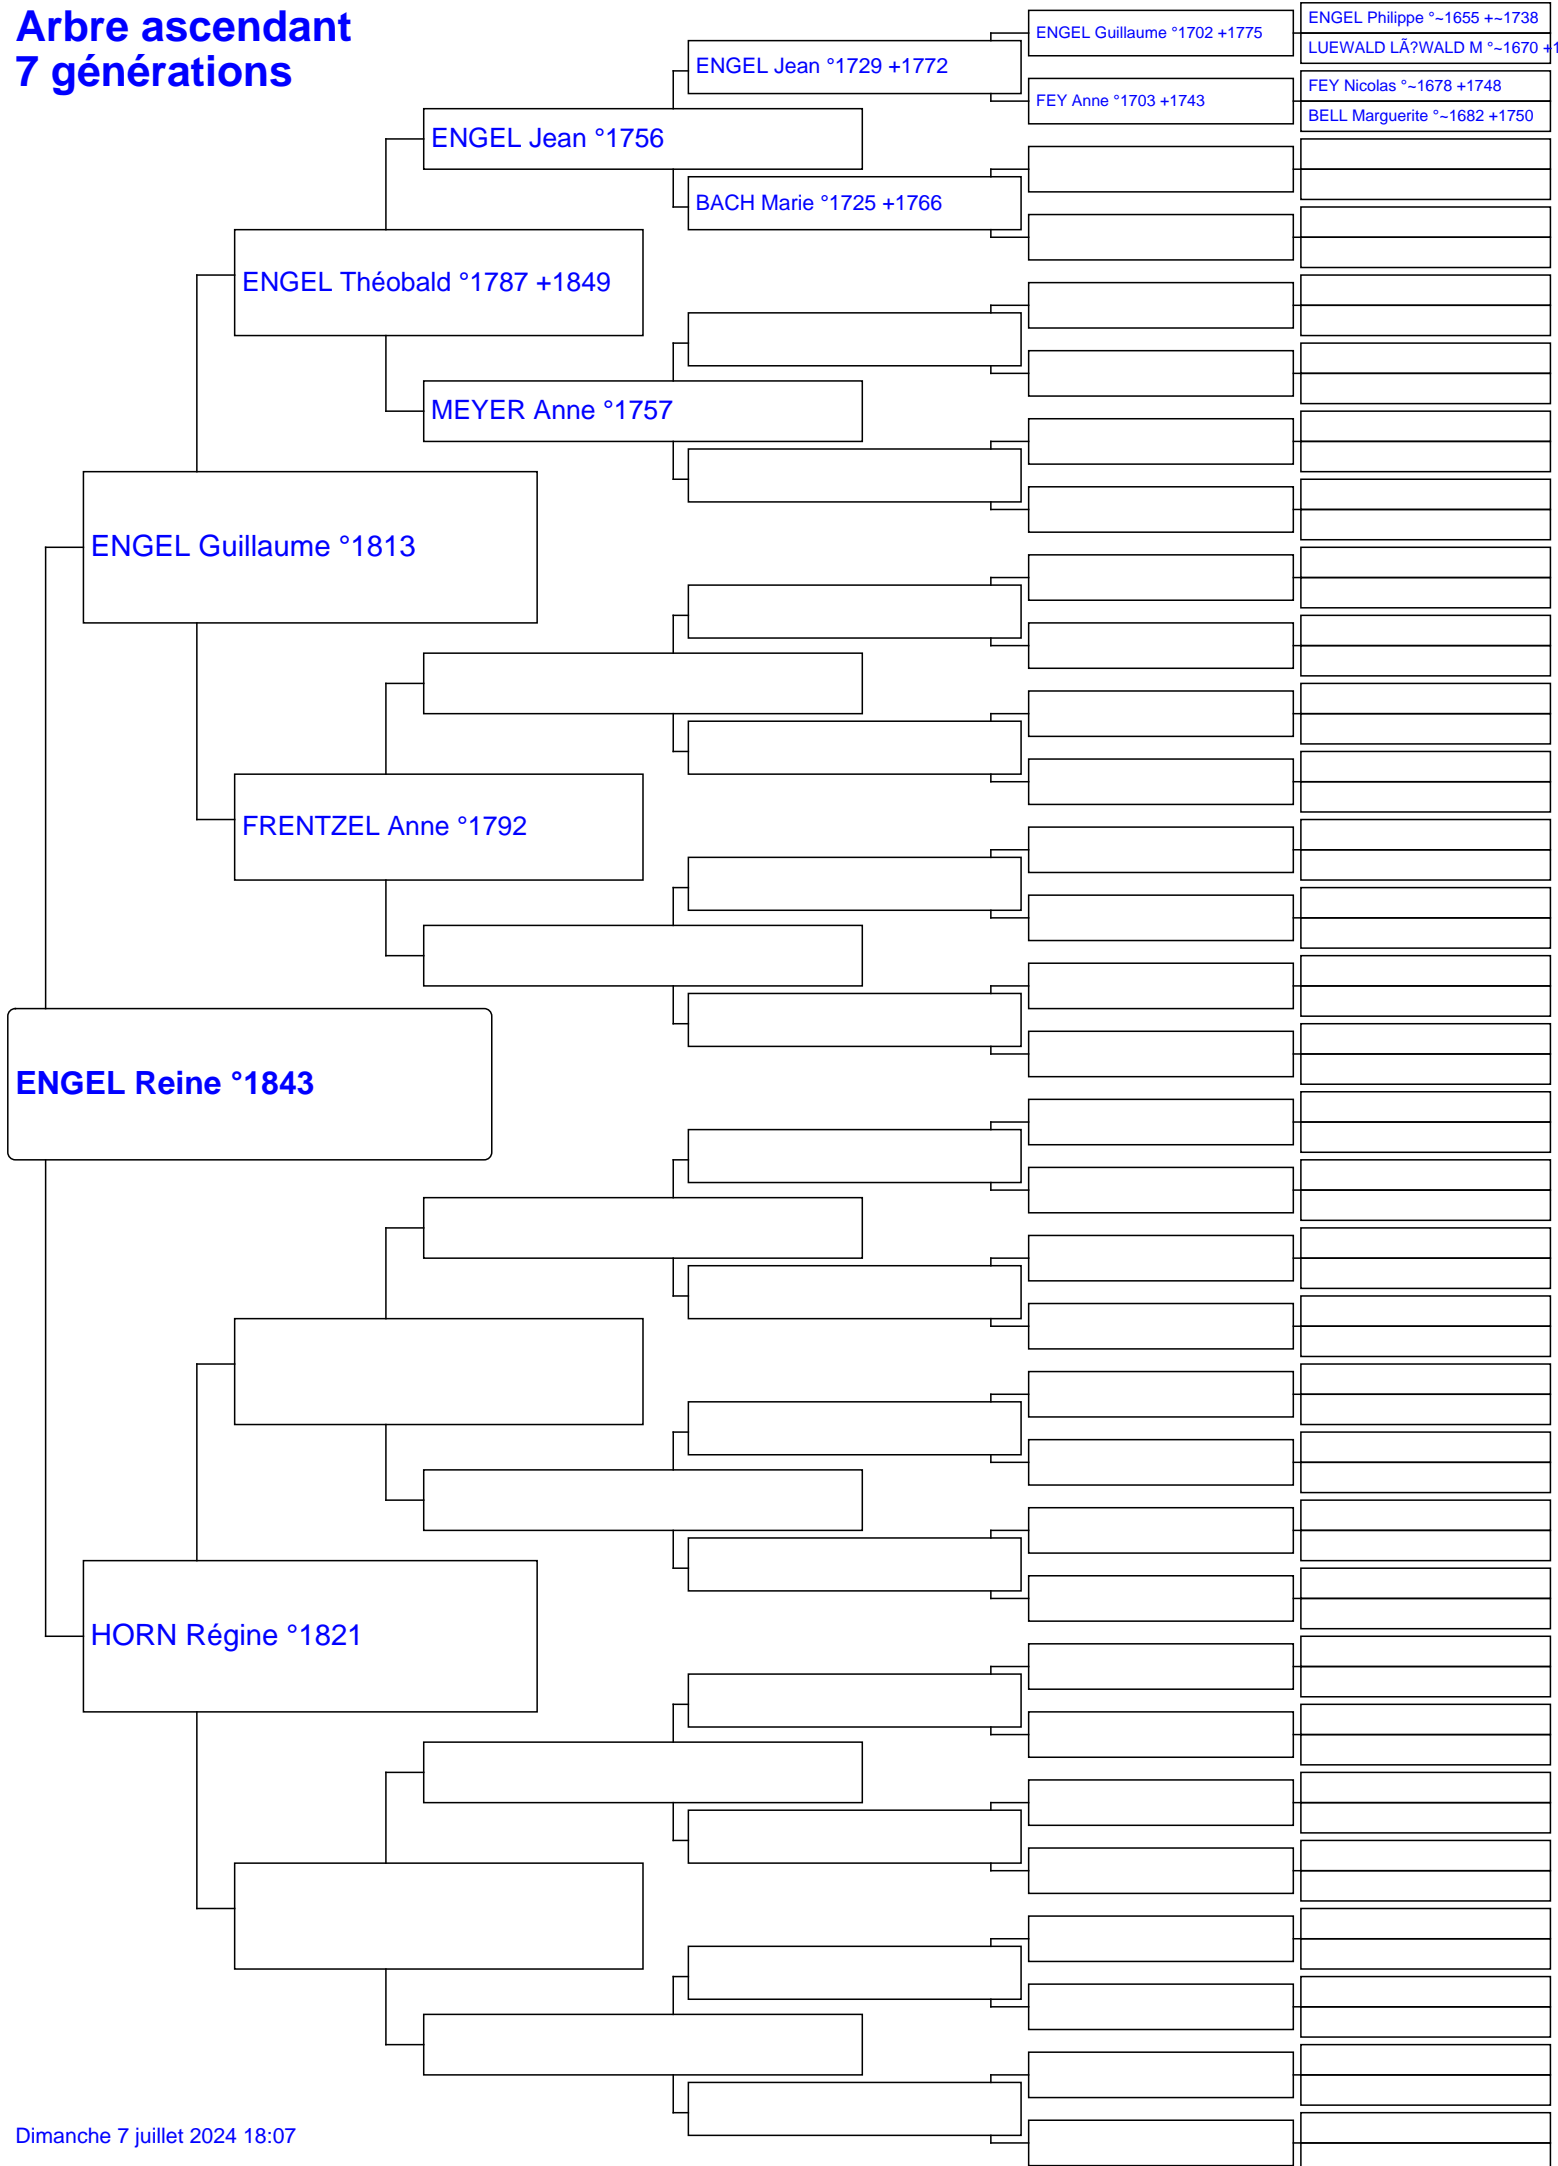 Arbre ascendant
7 générations
ENGEL Guillaume °1702 +1775
ENGEL Philippe °~1655 +~1738
LUEWALD LÃ?WALD M °~1670 +1
ENGEL Jean °1729 +1772
FEY Anne °1703 +1743
FEY Nicolas °~1678 +1748
BELL Marguerite °~1682 +1750
ENGEL Jean °1756
BACH Marie °1725 +1766
ENGEL Théobald °1787 +1849
MEYER Anne °1757
ENGEL Guillaume °1813
FRENTZEL Anne °1792
ENGEL Reine °1843
HORN Régine °1821
Dimanche 7 juillet 2024 18:07